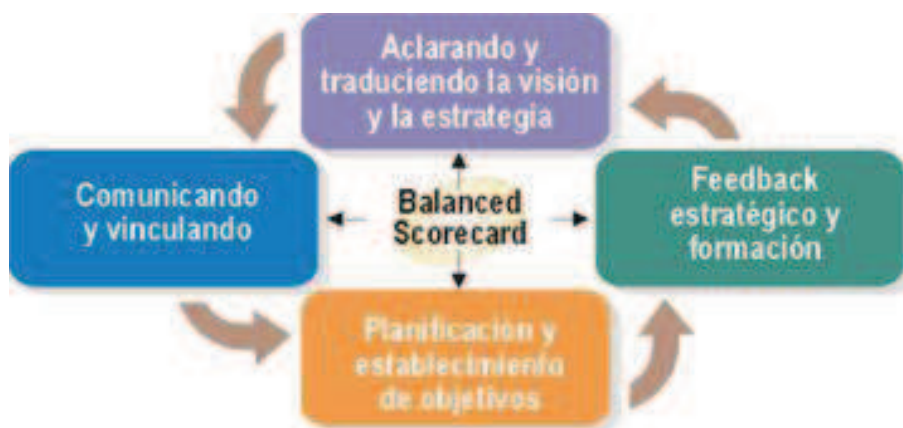 Aclarando y
traduciendo la visión
y la estrategia
Comunicando
y vinculando
Balanced
Scorecard
Feedback
estratégico y
formación
Planificación y
establecimiento
de objetivos